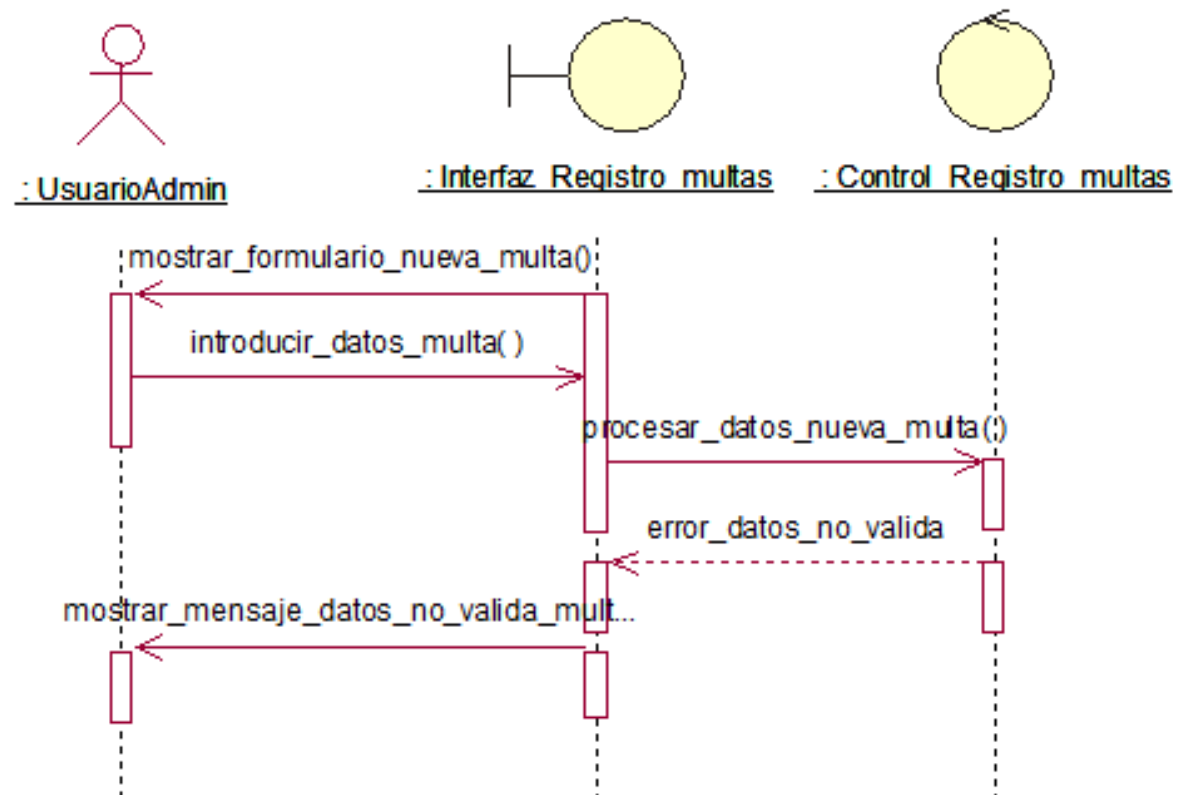 : UsuarioAdmin
: Interfaz_Registro_multas
: Control_Registro_multas
mostrar_formulario_nueva_multa()
introducir_datos_multa( )
procesar_datos_nueva_multa( )
error_datos_no_valida
mostrar_mensaje_datos_no_valida_mult...